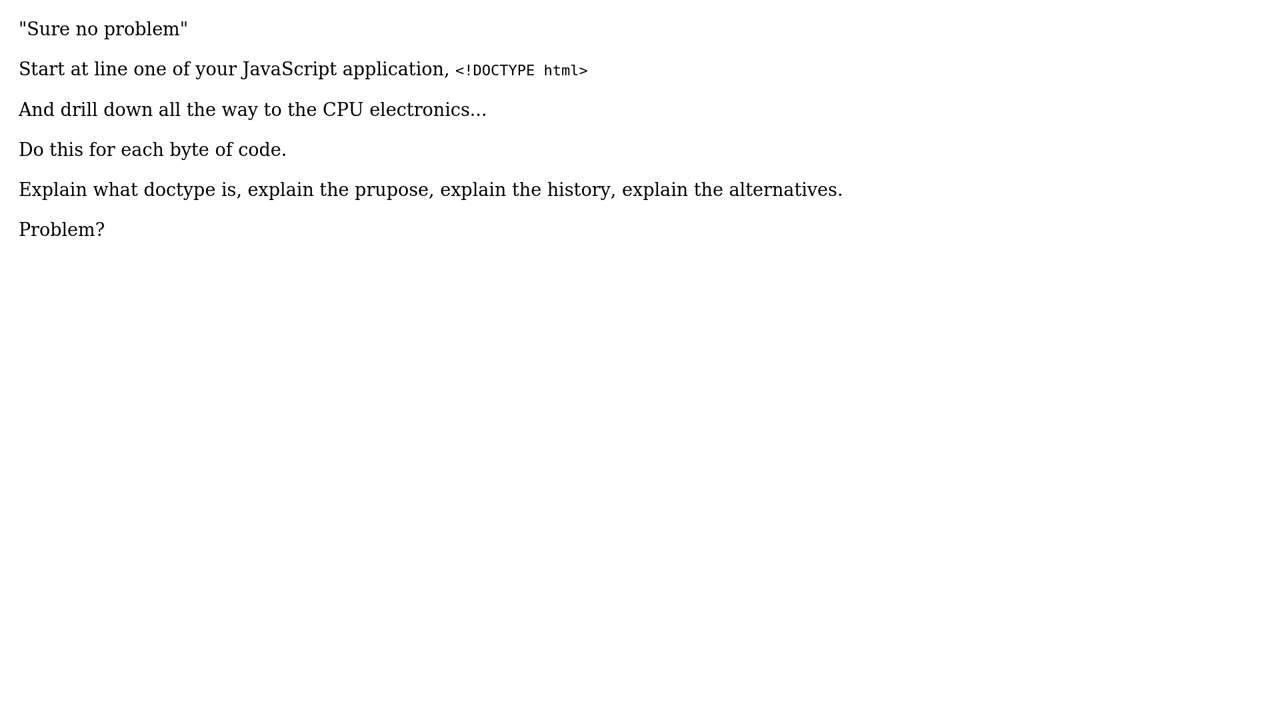 "Sure no problem"
Start at line one of your JavaScript application, <!DOCTYPE html>
And drill down all the way to the CPU electronics...
Do this for each byte of code.
Explain what doctype is, explain the prupose, explain the history, explain the alternatives.
Problem?